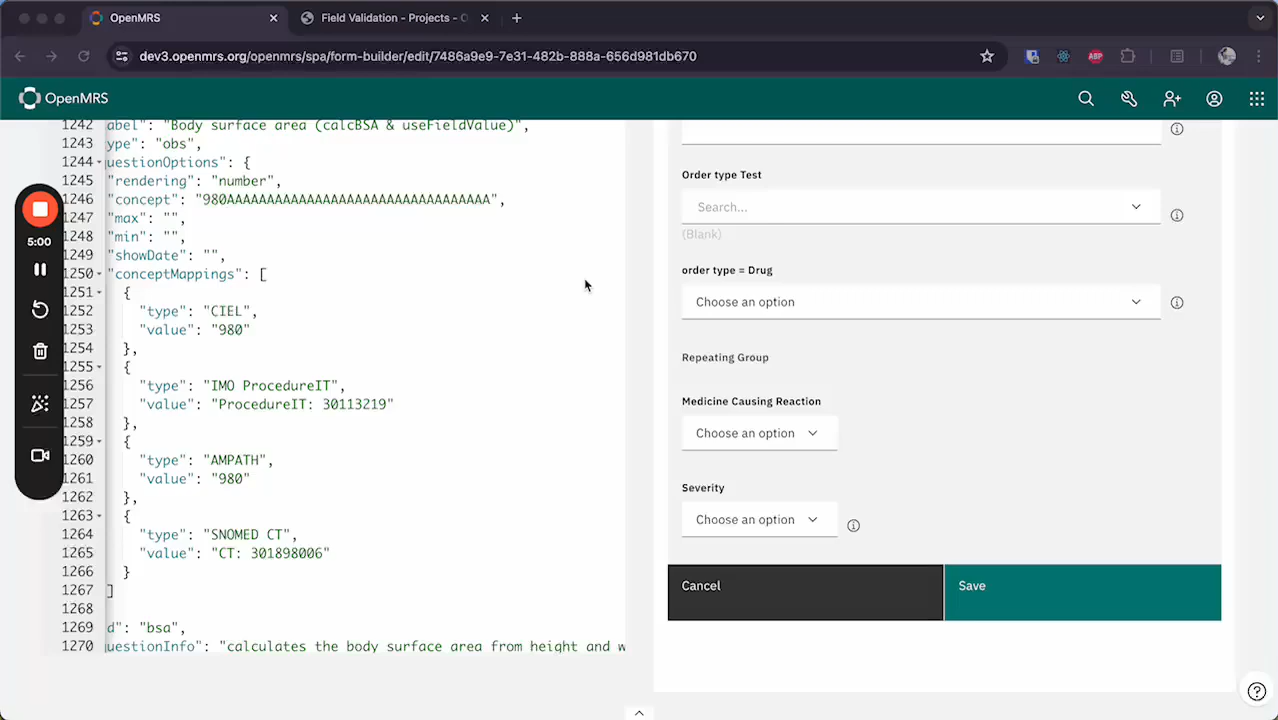 OpenMRS
Field Validation - Projects - O
dev3.openmrs.org/openmrs/spa/form-builder/edit/7486a9e9-7e31-482b-888a-656d981db670
ABP
OpenMRS
5:00
1242 abel": "Body surface area (calcBSA & useFieldValue)",
1243 ype": "obs",
1244 uestionOptions": {
1245 "rendering": "number",
1246 "concept": "980AAAAAAAAAAAAAAAAAAAAAAAAAAAAAAAAA",
1247 "max": "",
1248 "min": "",
1249 "showDate": "",
1250 "conceptMappings": [
1251 {
1252 "type": "CIEL",
1253 "value": "980"
1254 },
1255 {
1256 "type": "IMO ProcedureIT",
1257 "value": "ProcedureIT: 30113219"
1258 },
1259 {
1260 "type": "AMPATH",
1261 "value": "980"
1262 },
1263 {
1264 "type": "SNOMED CT",
1265 "value": "CT: 301898006"
1266 }
1267 ]
1268
1269 d": "bsa",
1270 uestionInfo": "calculates the body surface area from height and w
Order type Test
Search...
(Blank)
order type = Drug
Choose an option
Repeating Group
Medicine Causing Reaction
Choose an option
Severity
Choose an option
Cancel
Save